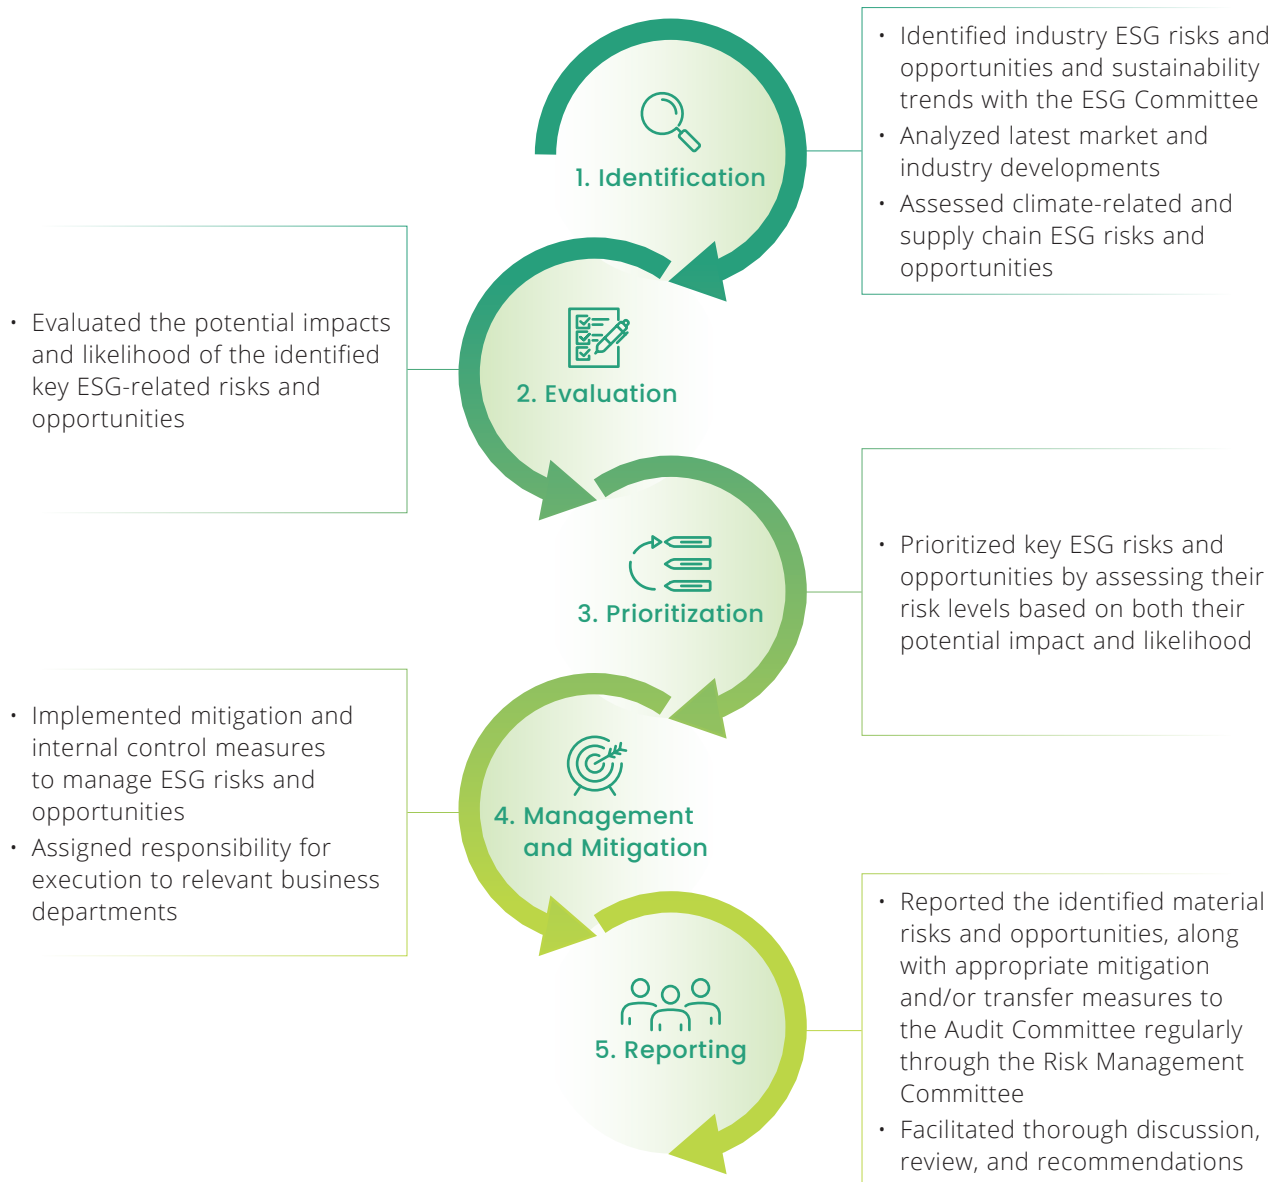 1. Identification
• Identified industry ESG risks and
opportunities and sustainability
trends with the ESG Committee
• Analyzed latest market and
industry developments
• Assessed climate-related and
supply chain ESG risks and
opportunities
2. Evaluation
• Evaluated the potential impacts
and likelihood of the identified
key ESG-related risks and
opportunities
3. Prioritization
• Prioritized key ESG risks and
opportunities by assessing their
risk levels based on both their
potential impact and likelihood
4. Management
and Mitigation
• Implemented mitigation and
internal control measures
to manage ESG risks and
opportunities
• Assigned responsibility for
execution to relevant business
departments
5. Reporting
• Reported the identified material
risks and opportunities, along
with appropriate mitigation
and/or transfer measures to
the Audit Committee regularly
through the Risk Management
Committee
• Facilitated thorough discussion,
review, and recommendations